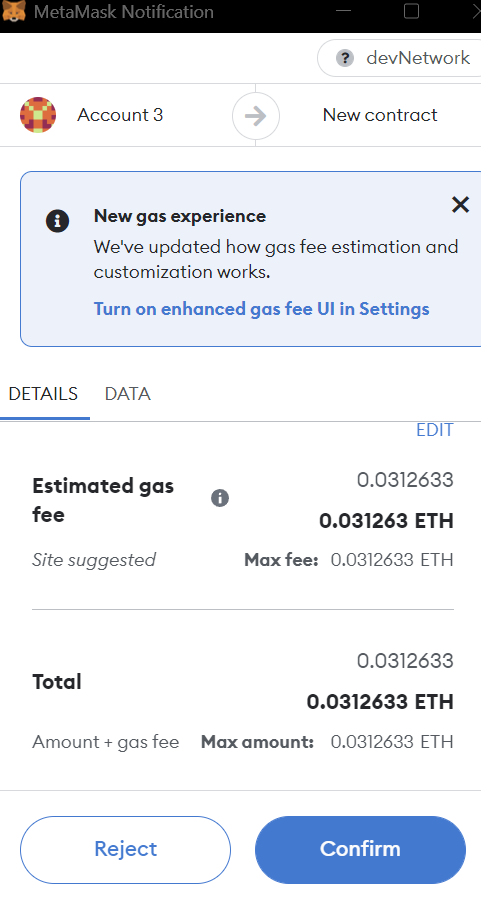 MetaMask Notification
? devNetwork
Account 3
New contract
New gas experience
We've updated how gas fee estimation and
customization works.
Turn on enhanced gas fee UI in Settings
DETAILS DATA
EDIT
Estimated gas
fee
0.0312633
0.031263 ETH
Site suggested
Max fee: 0.0312633 ETH
Total
0.0312633
0.0312633 ETH
Amount + gas fee
Max amount: 0.0312633 ETH
Reject
Confirm